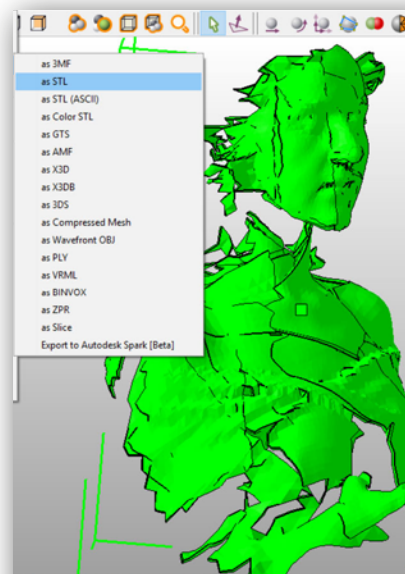 as 3MF
as STL
as STL (ASCII)
as Color STL
as GTS
as AMF
as X3D
as X3DB
as 3DS
as Compressed Mesh
as Wavefront OBJ
as PLY
as VRML
as BINVOX
as ZPR
as Slice
Export to Autodesk Spark [Beta]